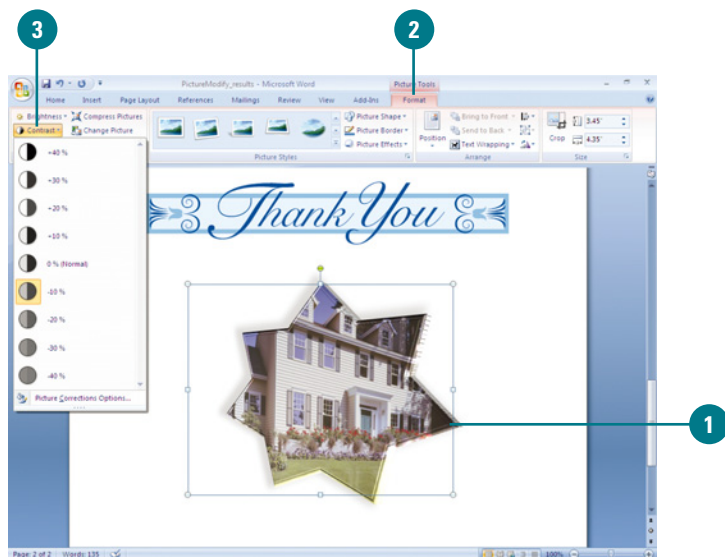 3
2
PictureModify_results - Microsoft Word
Picture Tools
Home Insert Page Layout References Mailings Review View Add-Ins Format
Brightness Compress Pictures
Contrast Change Picture
Picture Shape
Picture Border
Picture Effects
Picture Styles
Position
Bring to Front
Send to Back
Text Wrapping
Arrange
Crop
3.45"
4.35"
Size
+40 %
+30 %
+20 %
+10 %
0 % (Normal)
-10 %
-20 %
-30 %
-40 %
Picture Corrections Options...
Thank You
1
Page: 2 of 2 Words: 135
100%